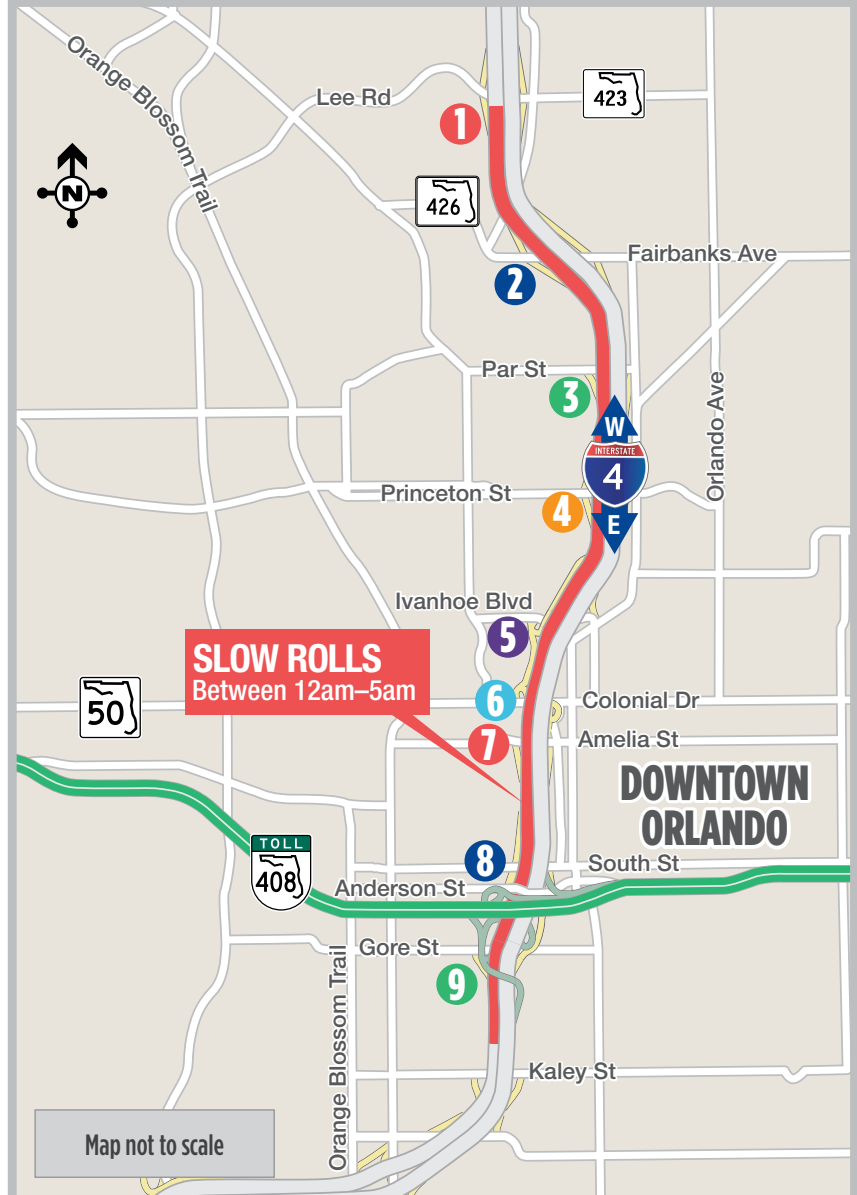 Orange Blossom Trail
Lee Rd
423
1
N
426
Fairbanks Ave
2
Par St
3
Orlando Ave
W
INTERSTATE
4
E
Princeton St
4
Ivanhoe Blvd
5
SLOW ROLLS
Between 12am–5am
50
6
Colonial Dr
7
Amelia St
DOWNTOWN
ORLANDO
TOLL
408
8
South St
Anderson St
Gore St
9
Orange Blossom Trail
Kaley St
Map not to scale